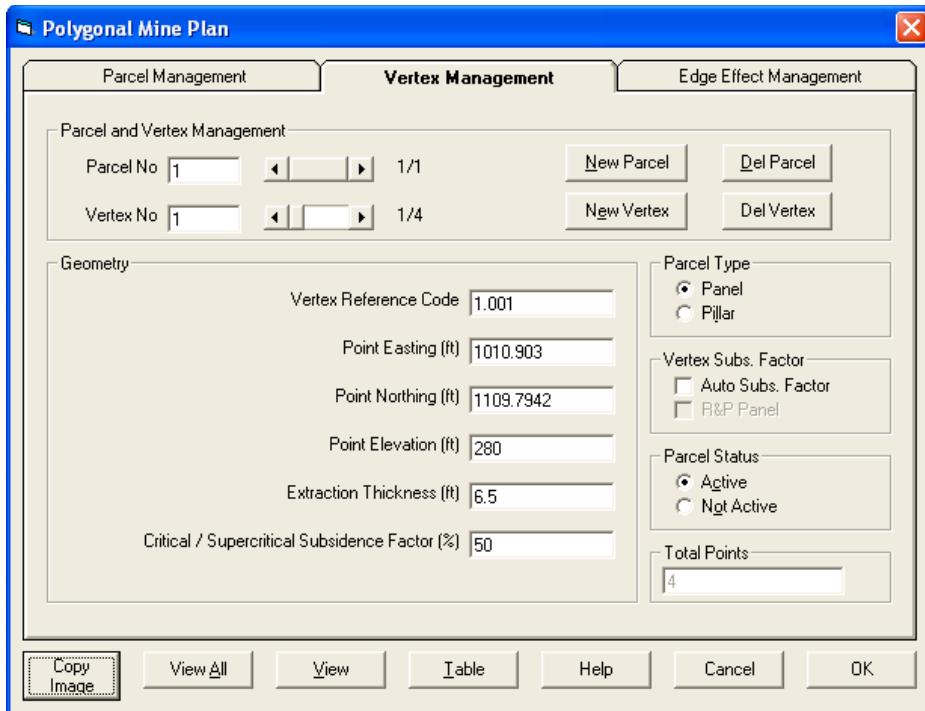 Polygonal Mine Plan
Parcel Management
Vertex Management
Edge Effect Management
Parcel and Vertex Management
Parcel No 1 1/1 New Parcel Del Parcel
Vertex No 1 1/4 New Vertex Del Vertex
Geometry
Vertex Reference Code 1.001
Point Easting (ft) 1010.903
Point Northing (ft) 1109.7942
Point Elevation (ft) 280
Extraction Thickness (ft) 6.5
Critical / Supercritical Subsidence Factor (%) 50
Parcel Type
Panel
Pillar
Vertex Subs. Factor
Auto Subs. Factor
R&P Panel
Parcel Status
Active
Not Active
Total Points
4
Copy
Image
View All
View
Table
Help
Cancel
OK